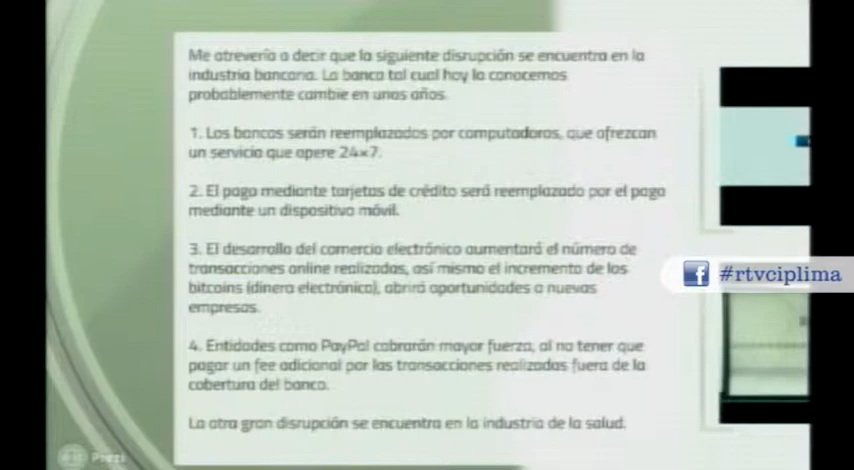 Me atrevería a decir que la siguiente disrupción se encuentra en la
industria bancaria. La banca tal cual hoy la conocemos
probablemente cambie en unos años.
1. Los bancos serán reemplazados por computadoras, que ofrezcan
un servicio que opere 24x7.
2. El pago mediante tarjetas de crédito será reemplazado por el pago
mediante un dispositivo móvil.
3. El desarrollo del comercio electrónico aumentará el número de
transacciones online realizadas, así mismo el incremento de los
bitcoins (dinero electrónico), abrirá oportunidades a nuevas
empresas.
4. Entidades como PayPal cobrarán mayor fuerza, al no tener que
pagar un fee adicional por las transacciones realizadas fuera de la
cobertura del banco.
La otra gran disrupción se encuentra en la industria de la salud.
f #rtvciplima
Prezi